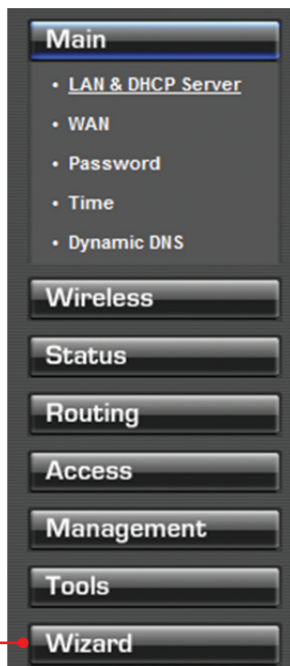 Main
• LAN & DHCP Server
• WAN
• Password
• Time
• Dynamic DNS
Wireless
Status
Routing
Access
Management
Tools
Wizard